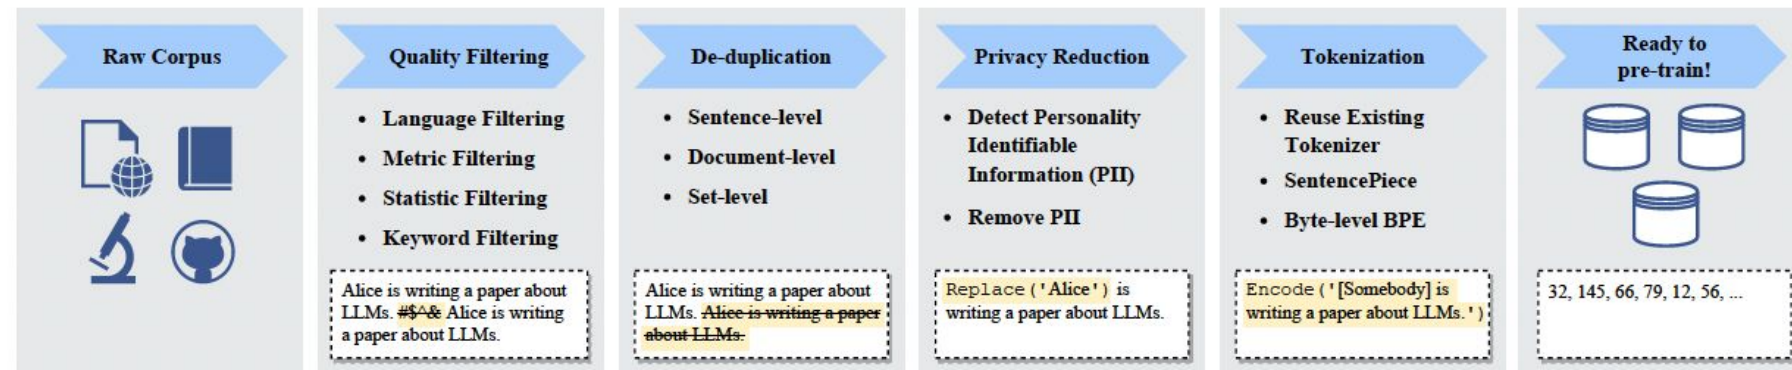 Raw Corpus
Quality Filtering
• Language Filtering
• Metric Filtering
• Statistic Filtering
• Keyword Filtering
Alice is writing a paper about
LLMs. #$^& Alice is writing
a paper about LLMs.
De-duplication
• Sentence-level
• Document-level
• Set-level
Alice is writing a paper about
LLMs. Alice is writing a paper
about LLMs.
Privacy Reduction
• Detect Personality
Identifiable
Information (PII)
• Remove PII
Replace('Alice') is
writing a paper about LLMs.
Tokenization
• Reuse Existing
Tokenizer
• SentencePiece
• Byte-level BPE
Encode('[Somebody] is
writing a paper about LLMs.')
Ready to
pre-train!
32, 145, 66, 79, 12, 56, ...